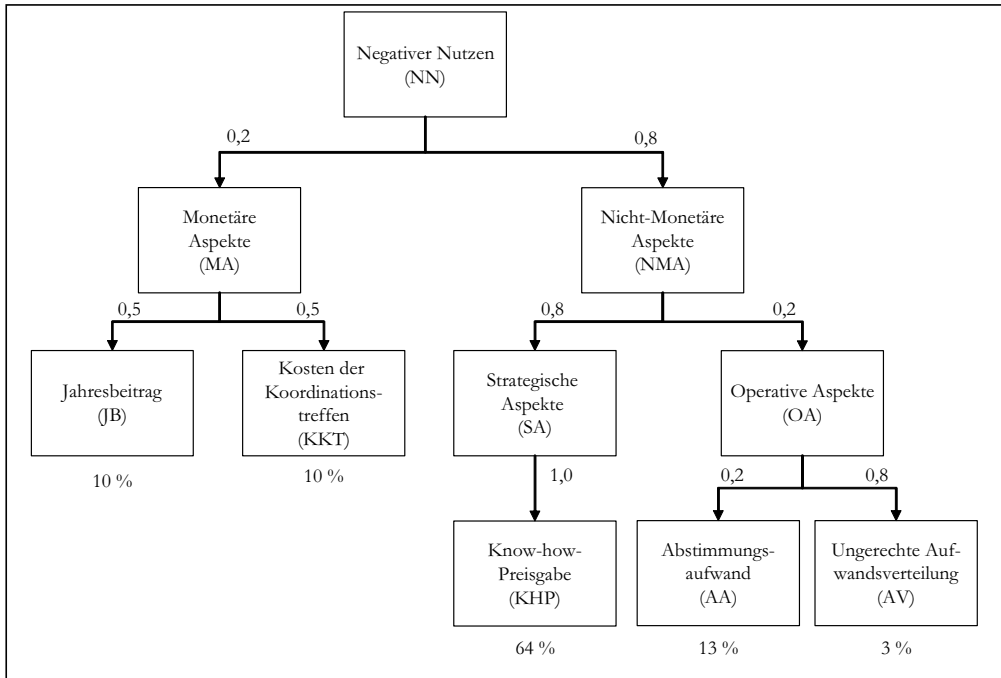 Negativer Nutzen
(NN)
0,2
0,8
Monetäre
Aspekte
(MA)
Nicht-Monetäre
Aspekte
(NMA)
0,5
0,5
0,8
0,2
Jahresbeitrag
(JB)
Kosten der
Koordinations-
treffen
(KKT)
Strategische
Aspekte
(SA)
Operative Aspekte
(OA)
10 %
10 %
1,0
0,2
0,8
Know-how-
Preisgabe
(KHP)
Abstimmungs-
aufwand
(AA)
Ungerechte Auf-
wandsverteilung
(AV)
64 %
13 %
3 %